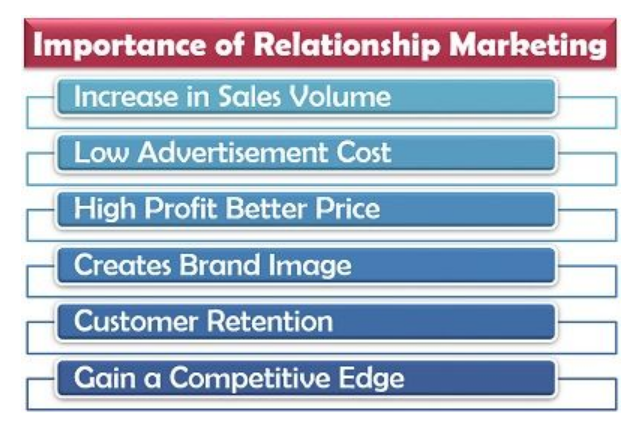 Importance of Relationship Marketing
Increase in Sales Volume
Low Advertisement Cost
High Profit Better Price
Creates Brand Image
Customer Retention
Gain a Competitive Edge